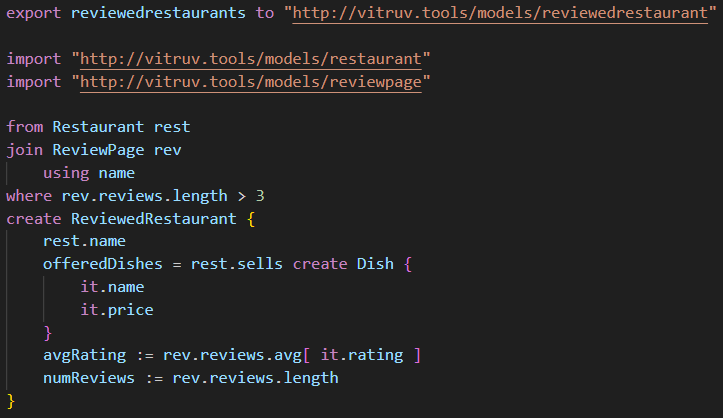 export reviewedrestaurants to "http://vitruv.tools/models/reviewedrestaurant"
import "http://vitruv.tools/models/restaurant"
import "http://vitruv.tools/models/reviewpage"
from Restaurant rest
join ReviewPage rev
using name
where rev.reviews.length > 3
create ReviewedRestaurant {
rest.name
offeredDishes = rest.sells create Dish {
it.name
it.price
}
avgRating := rev.reviews.avg[ it.rating ]
numReviews := rev.reviews.length
}